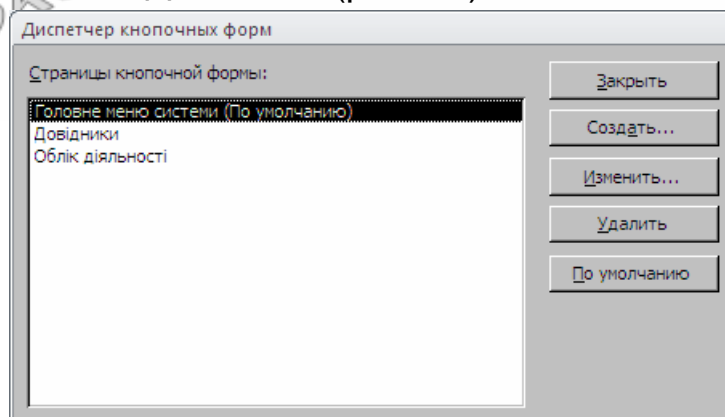 Диспетчер кнопочных форм
Страницы кнопочной формы:
Головне меню системи (По умолчанию)
Довідники
Облік діяльності
Закрыть
Создать...
Изменить...
Удалить
По умолчанию